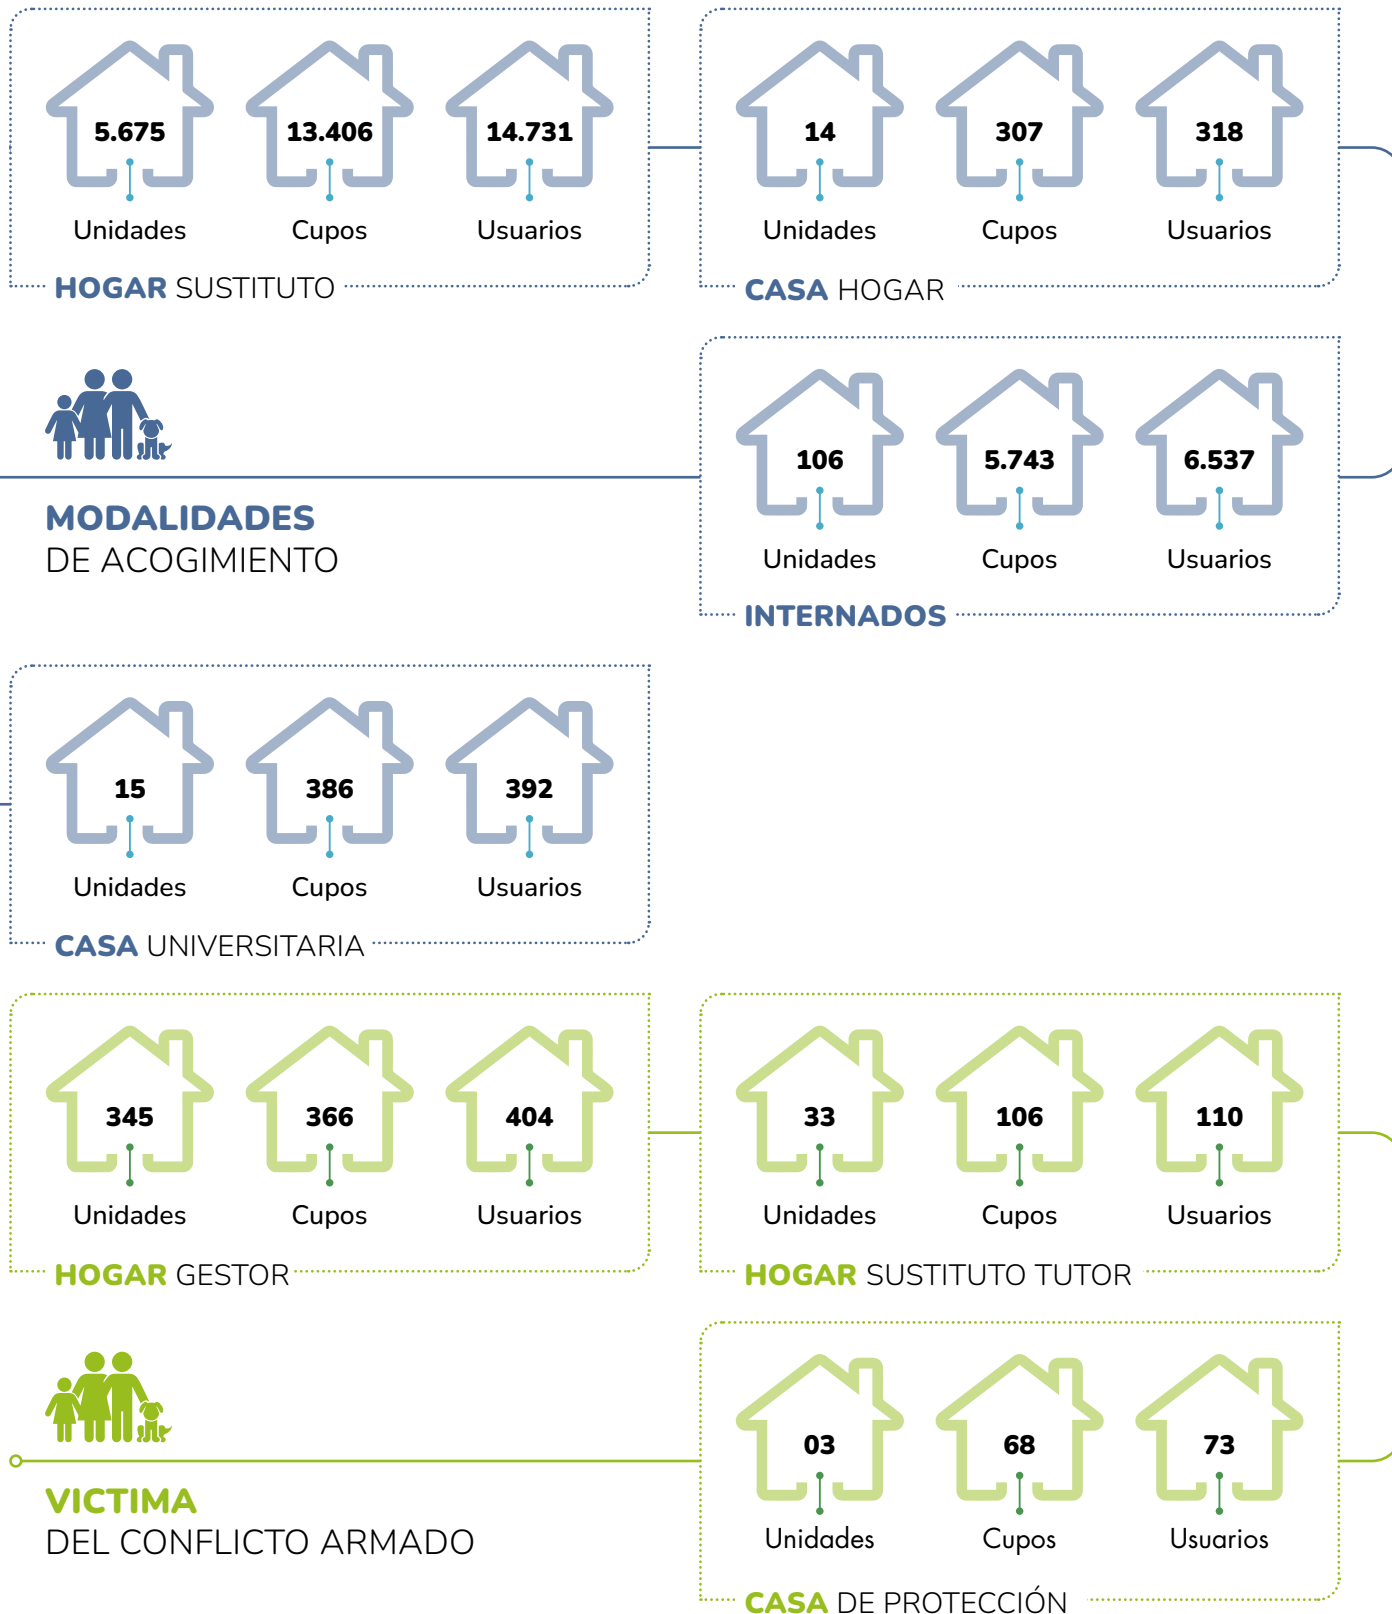 5.675 13.406 14.731
Unidades Cupos Usuarios
HOGAR SUSTITUTO
14 307 318
Unidades Cupos Usuarios
CASA HOGAR
MODALIDADES
DE ACOGIMIENTO
106 5.743 6.537
Unidades Cupos Usuarios
INTERNADOS
15 386 392
Unidades Cupos Usuarios
CASA UNIVERSITARIA
345 366 404
Unidades Cupos Usuarios
HOGAR GESTOR
33 106 110
Unidades Cupos Usuarios
HOGAR SUSTITUTO TUTOR
VICTIMA
DEL CONFLICTO ARMADO
03 68 73
Unidades Cupos Usuarios
CASA DE PROTECCIÓN